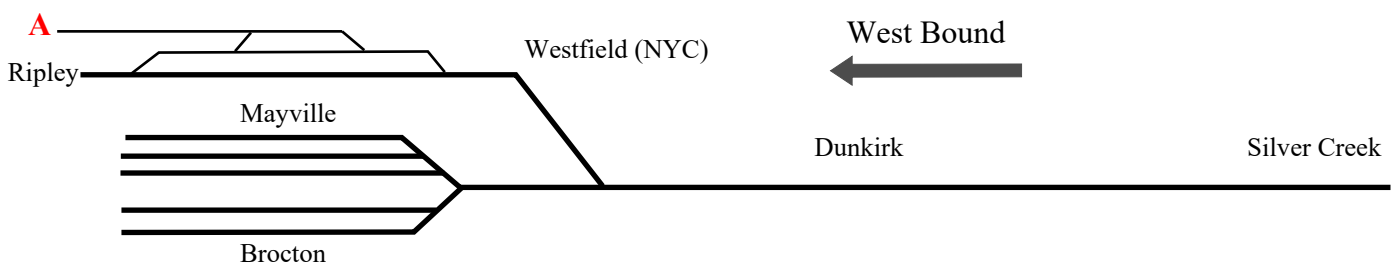 A
Westfield (NYC)
West Bound
Ripley
Mayville
Dunkirk
Silver Creek
Brocton